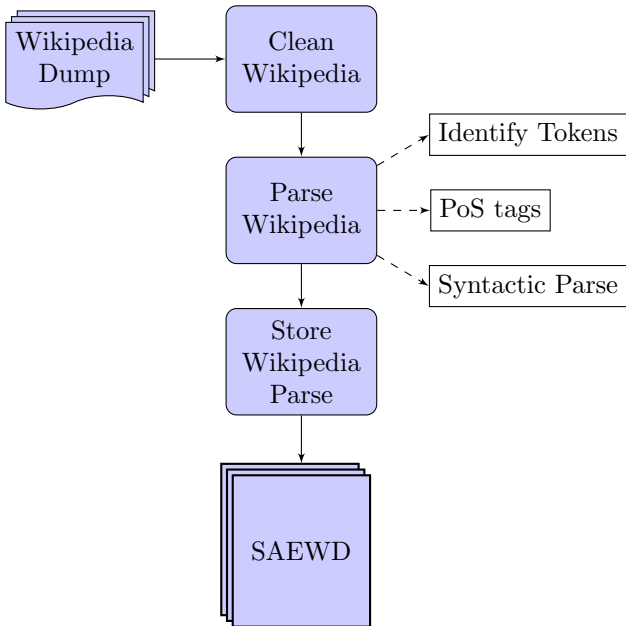 Wikipedia
Dump
Clean
Wikipedia
Identify Tokens
Parse
Wikipedia
PoS tags
Syntactic Parse
Store
Wikipedia
Parse
SAEWD